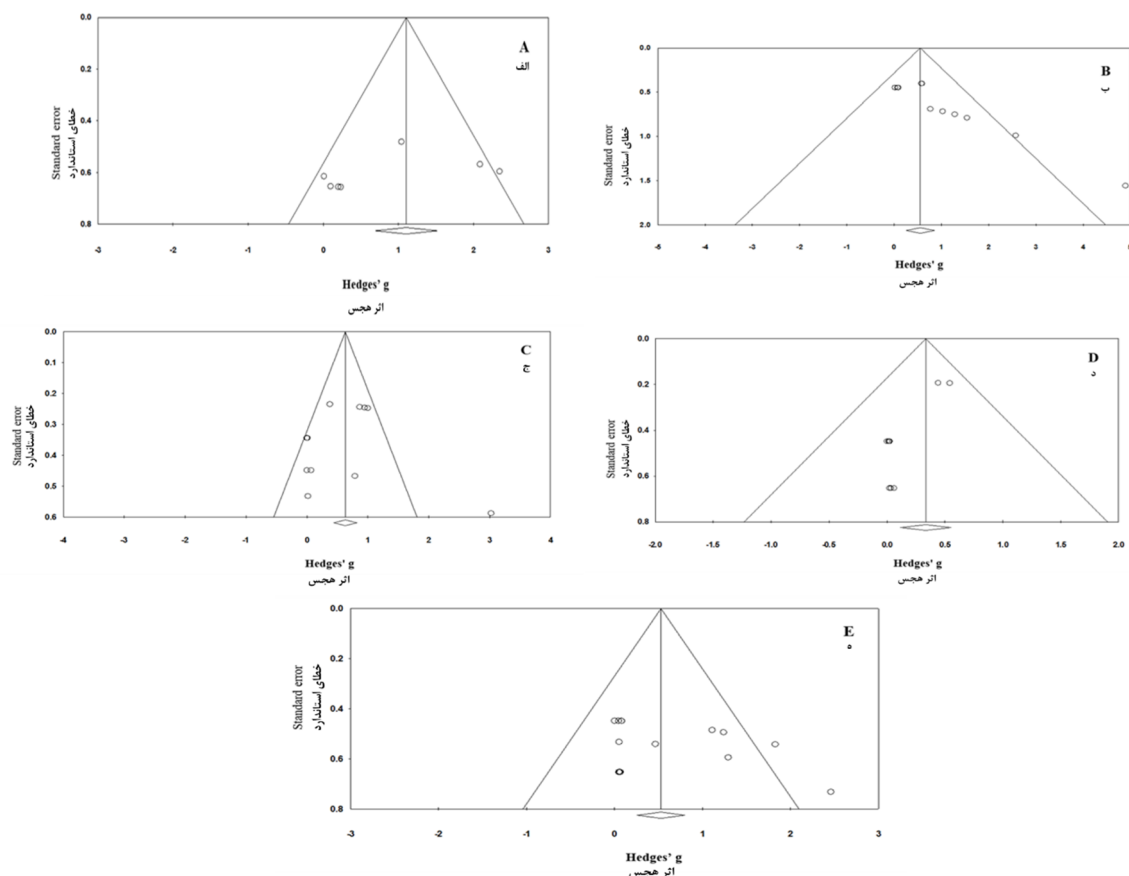 A
الف
Standard error
خطای استاندارد
0.0
0.2
0.4
0.6
0.8
-3 -2 -1 0 1 2 3
Hedges' g
اثر هجس
B
ب
Standard error
خطای استاندارد
0.0
0.5
1.0
1.5
2.0
-5 -4 -3 -2 -1 0 1 2 3 4 5
Hedges' g
اثر هجس
C
ج
Standard error
خطای استاندارد
0.0
0.1
0.2
0.3
0.4
0.5
0.6
-4 -3 -2 -1 0 1 2 3 4
Hedges' g
اثر هجس
D
د
Standard error
خطای استاندارد
0.0
0.2
0.4
0.6
0.8
-2.0 -1.5 -1.0 -0.5 0.0 0.5 1.0 1.5 2.0
Hedges' g
اثر هجس
E
ه
Standard error
خطای استاندارد
0.0
0.2
0.4
0.6
0.8
-3 -2 -1 0 1 2 3
Hedges' g
اثر هجس